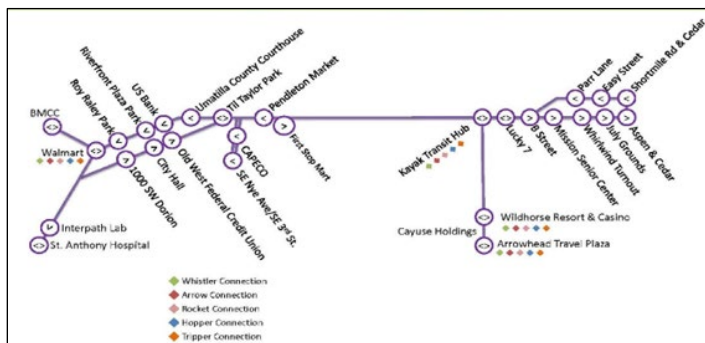 BMCC
Walmart
Roy Raley Park
Riverfront Plaza Park
US Bank
Umatilla County Courthouse
Til Taylor Park
Pendleton Market
First Stop Mart
CAPECO
SE Nye Ave/SE 3rd St.
Old West Federal Credit Union
City Hall
1000 SW Dorion
Interpath Lab
St. Anthony Hospital
Kayak Transit Hub
Lucky 7
B Street
Mission Senior Center
Whirlwind Turnout
July Grounds
Aspen & Cedar
Parr Lane
Easy Street
Shortmile Rd & Cedar
Wildhorse Resort & Casino
Cayuse Holdings
Arrowhead Travel Plaza
Whistler Connection
Arrow Connection
Rocket Connection
Hopper Connection
Tripper Connection